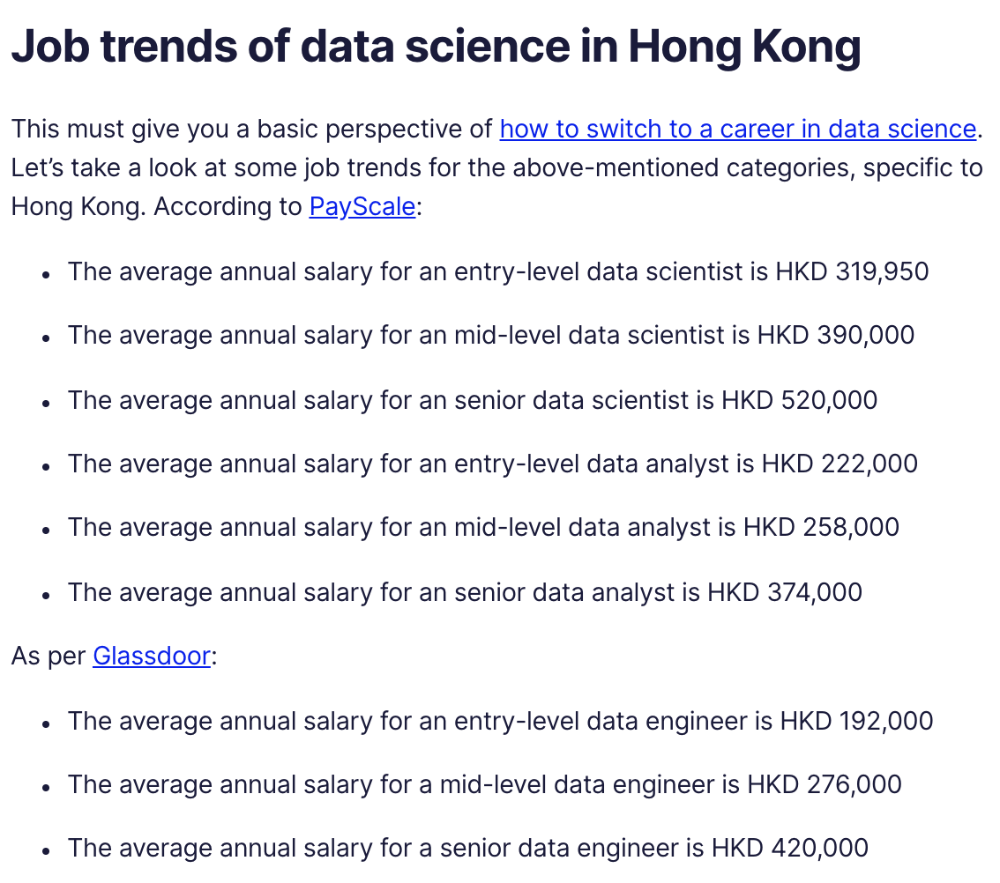 Job trends of data science in Hong Kong
This must give you a basic perspective of how to switch to a career in data science.
Let’s take a look at some job trends for the above-mentioned categories, specific to
Hong Kong. According to PayScale:
• The average annual salary for an entry-level data scientist is HKD 319,950
• The average annual salary for an mid-level data scientist is HKD 390,000
• The average annual salary for an senior data scientist is HKD 520,000
• The average annual salary for an entry-level data analyst is HKD 222,000
• The average annual salary for an mid-level data analyst is HKD 258,000
• The average annual salary for an senior data analyst is HKD 374,000
As per Glassdoor:
• The average annual salary for an entry-level data engineer is HKD 192,000
• The average annual salary for a mid-level data engineer is HKD 276,000
• The average annual salary for a senior data engineer is HKD 420,000